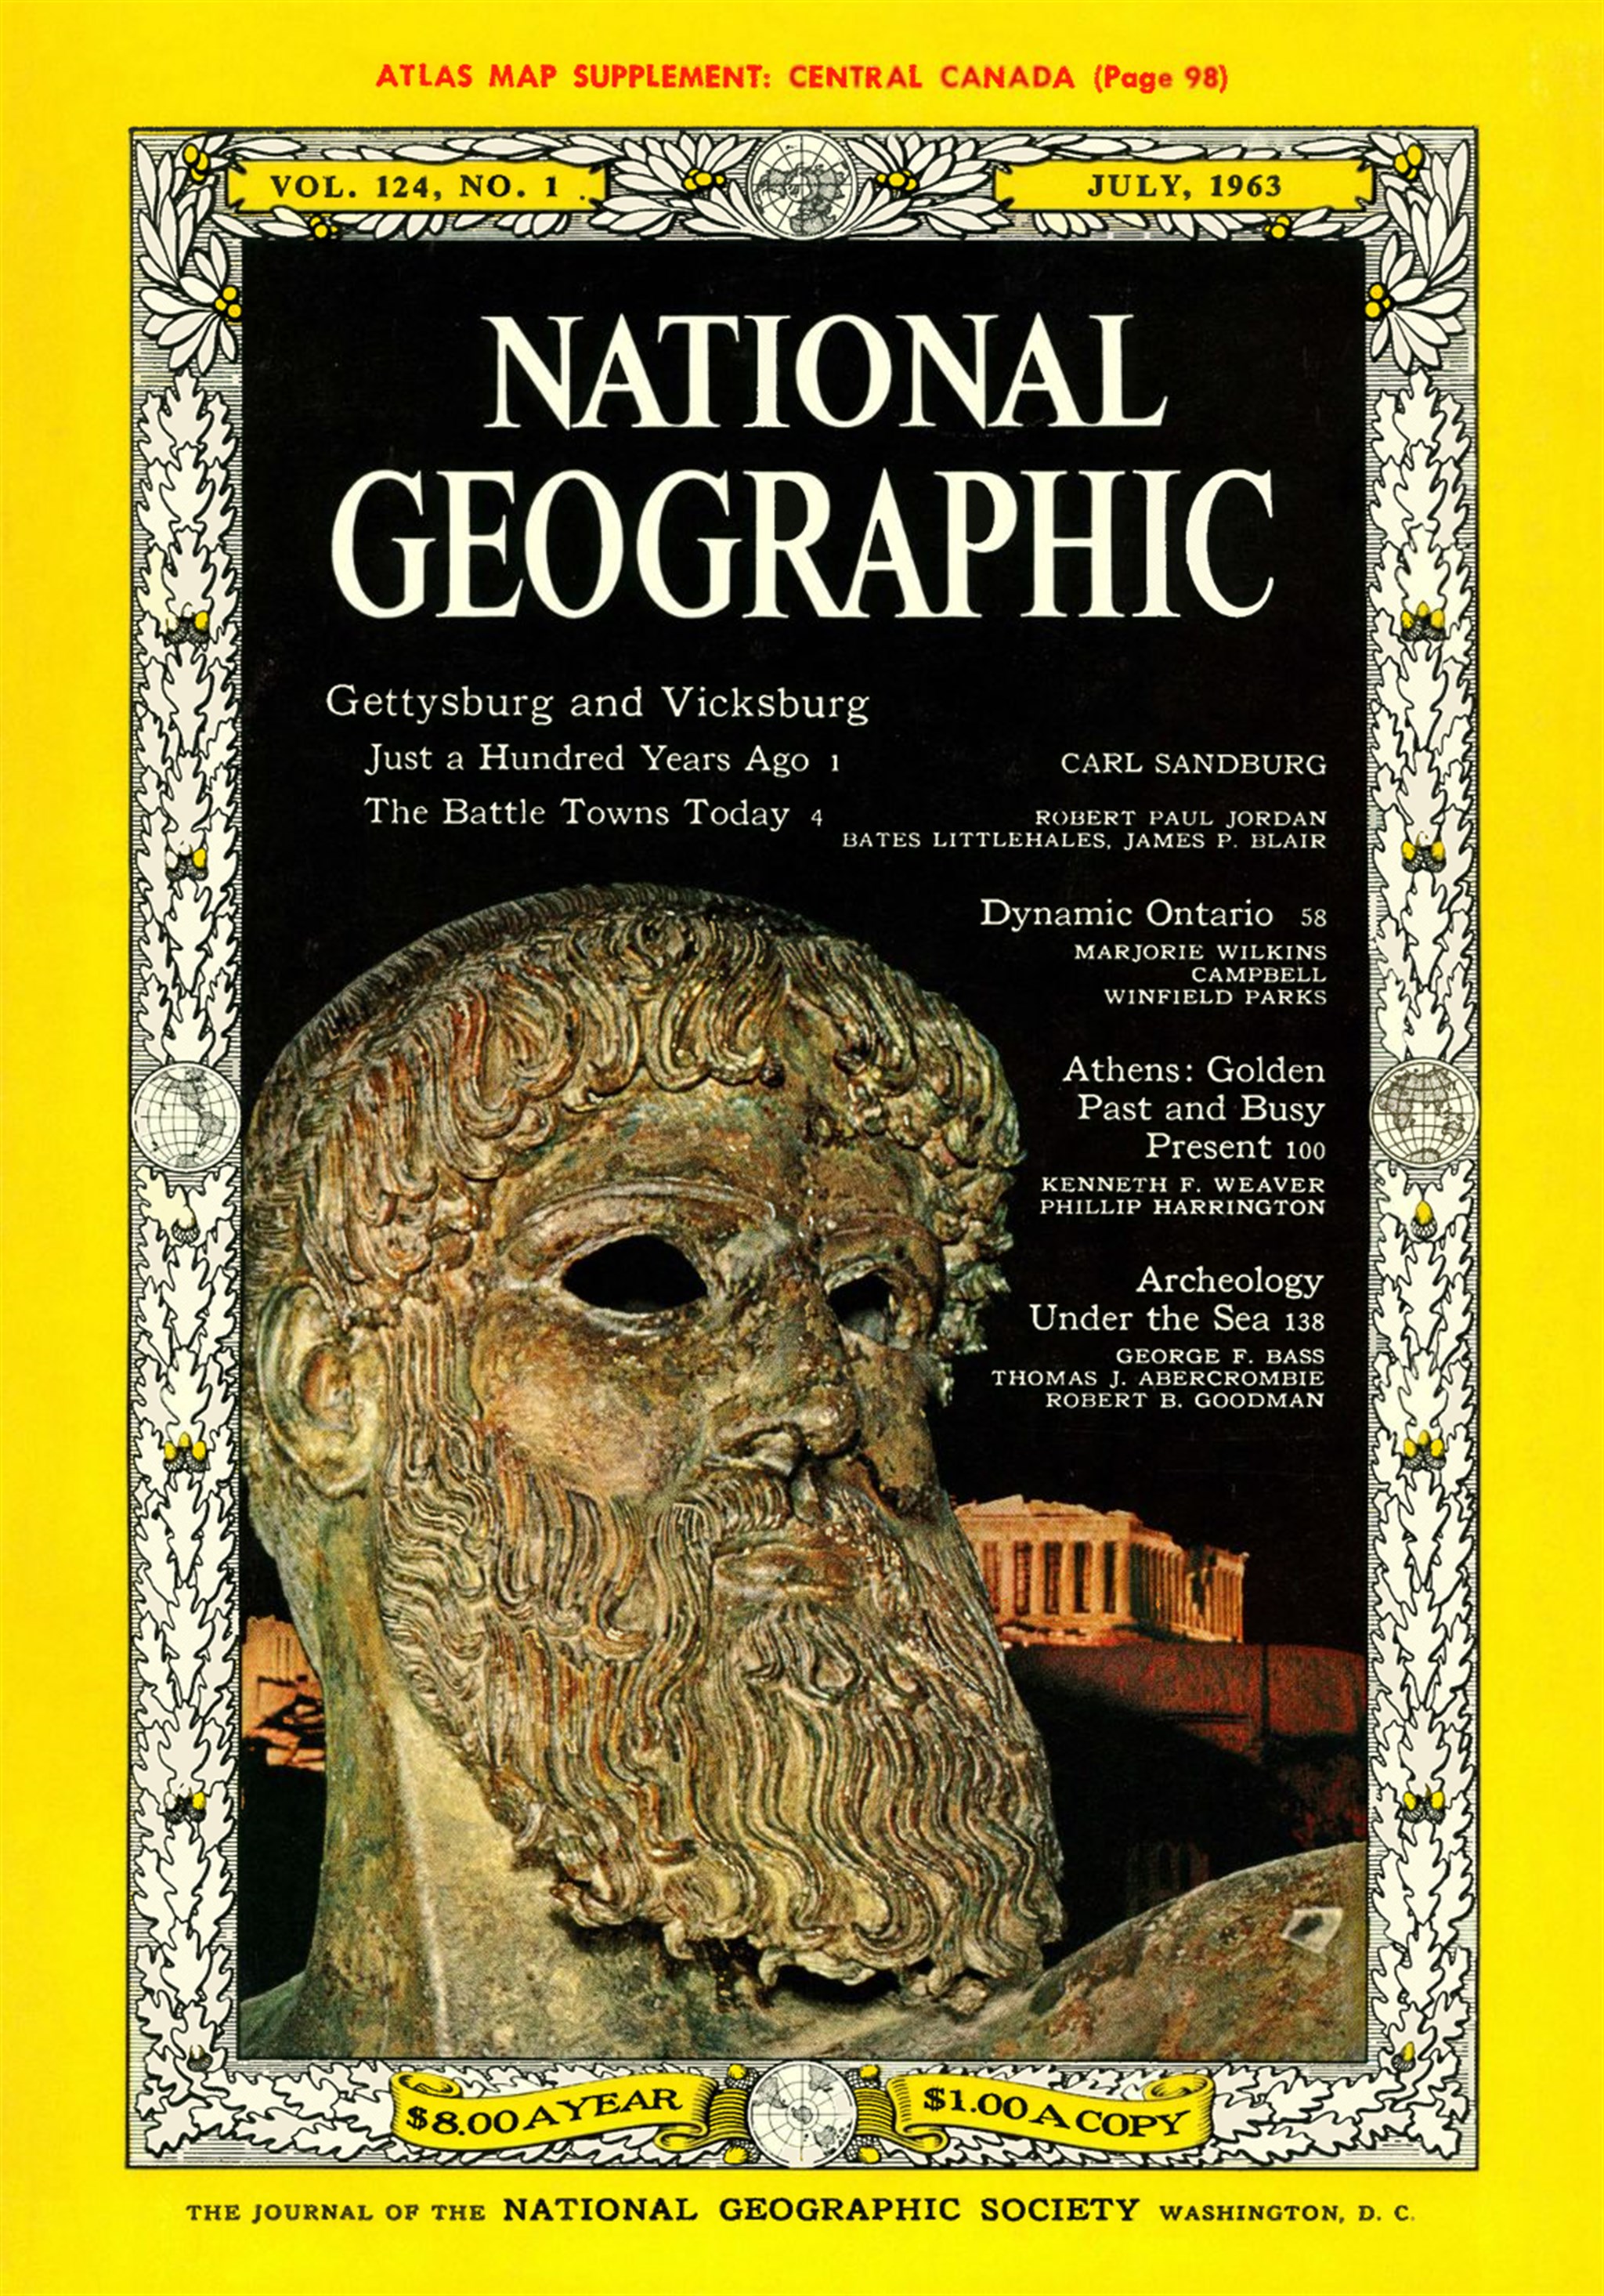 ATLAS MAP SUPPLEMENT: CENTRAL CANADA (Page 98)
VOL. 124, NO. 1
JULY, 1963
NATIONAL
GEOGRAPHIC
Gettysburg and Vicksburg
Just a Hundred Years Ago 1
CARL SANDBURG
The Battle Towns Today 4
ROBERT PAUL JORDAN
BATES LITTLEHALES, JAMES P. BLAIR
Dynamic Ontario 58
MARJORIE WILKINS
CAMPBELL
WINFIELD PARKS
Athens: Golden
Past and Busy
Present 100
KENNETH F. WEAVER
PHILLIP HARRINGTON
Archeology
Under the Sea 138
GEORGE F. BASS
THOMAS J. ABERCROMBIE
ROBERT B. GOODMAN
$8.00 A YEAR
$1.00 A COPY
THE JOURNAL OF THE NATIONAL GEOGRAPHIC SOCIETY WASHINGTON, D. C.